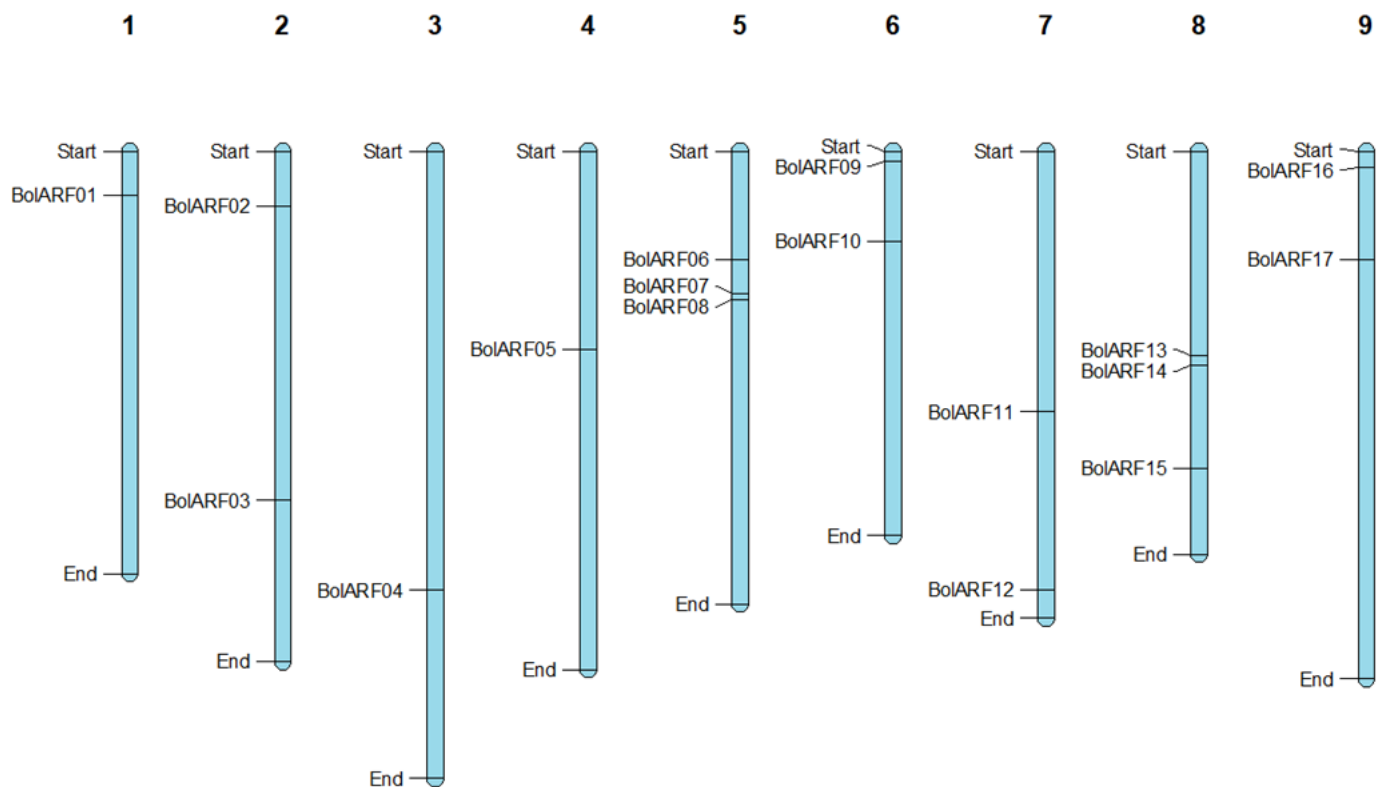 1 2 3 4 5 6 7 8 9
Start Start Start Start Start Start Start Start Start
BolARF01 BolARF02 BolARF09 BolARF16
BolARF10
BolARF06 BolARF17
BolARF07
BolARF08
BolARF05 BolARF13
BolARF14
BolARF11
BolARF15
BolARF03
End End End
BolARF04 BolARF12
End End
End End End
End